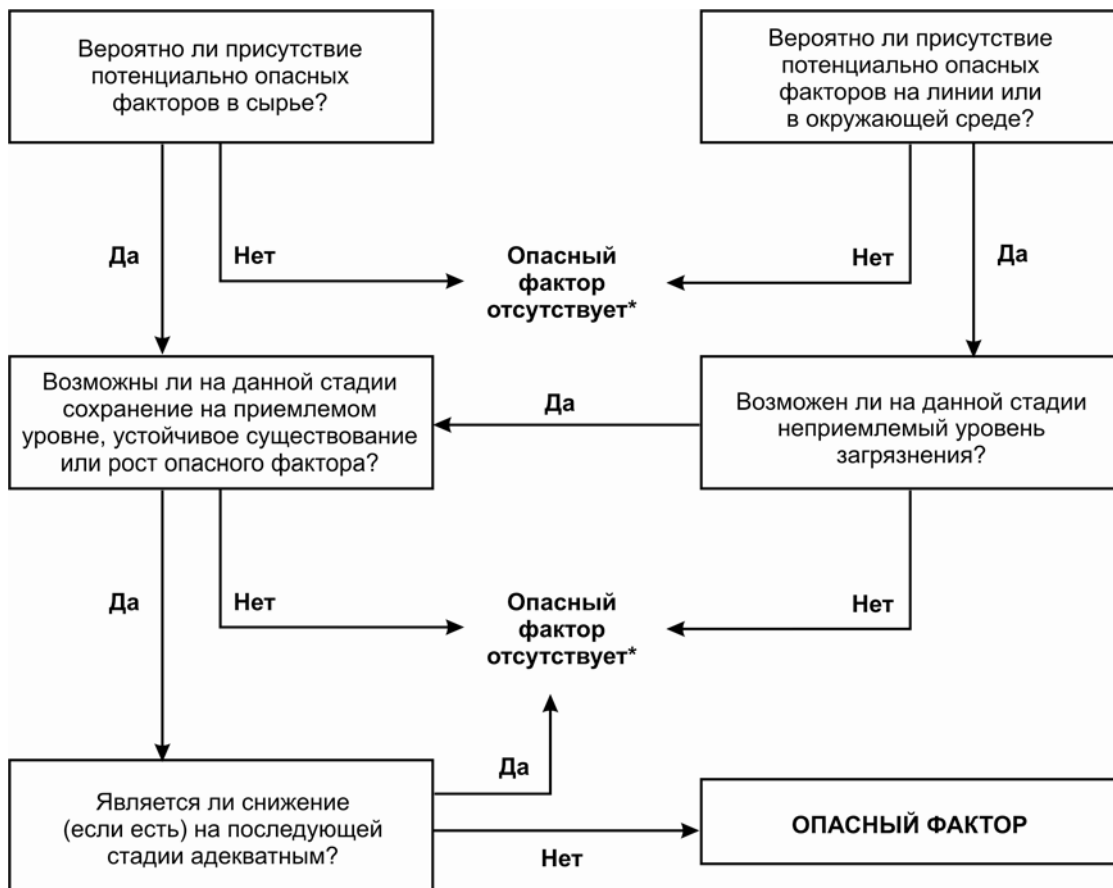 Вероятно ли присутствие
потенциально опасных
факторов в сырье?
Вероятно ли присутствие
потенциально опасных
факторов на линии или
в окружающей среде?
Да
Нет
Опасный
фактор
отсутствует*
Нет
Да
Возможны ли на данной стадии
сохранение на приемлемом
уровне, устойчивое существование
или рост опасного фактора?
Да
Возможен ли на данной стадии
неприемлемый уровень
загрязнения?
Да
Нет
Опасный
фактор
отсутствует*
Нет
Является ли снижение
(если есть) на последующей
стадии адекватным?
Да
Нет
ОПАСНЫЙ ФАКТОР